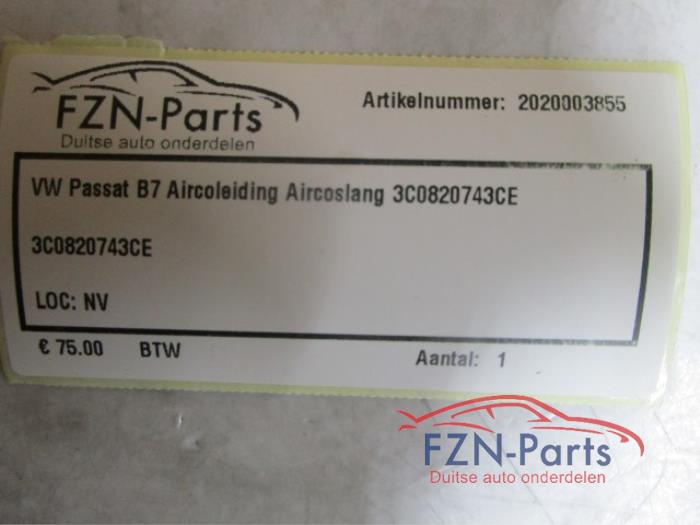 FZN-Parts
Duitse auto onderdelen
Artikelnummer: 2020003855
VW Passat B7 Aircoleiding Aircoslang 3C0820743CE
3C0820743CE
LOC: NV
€ 75.00 BTW
Aantal: 1
FZN-Parts
Duitse auto onderdelen